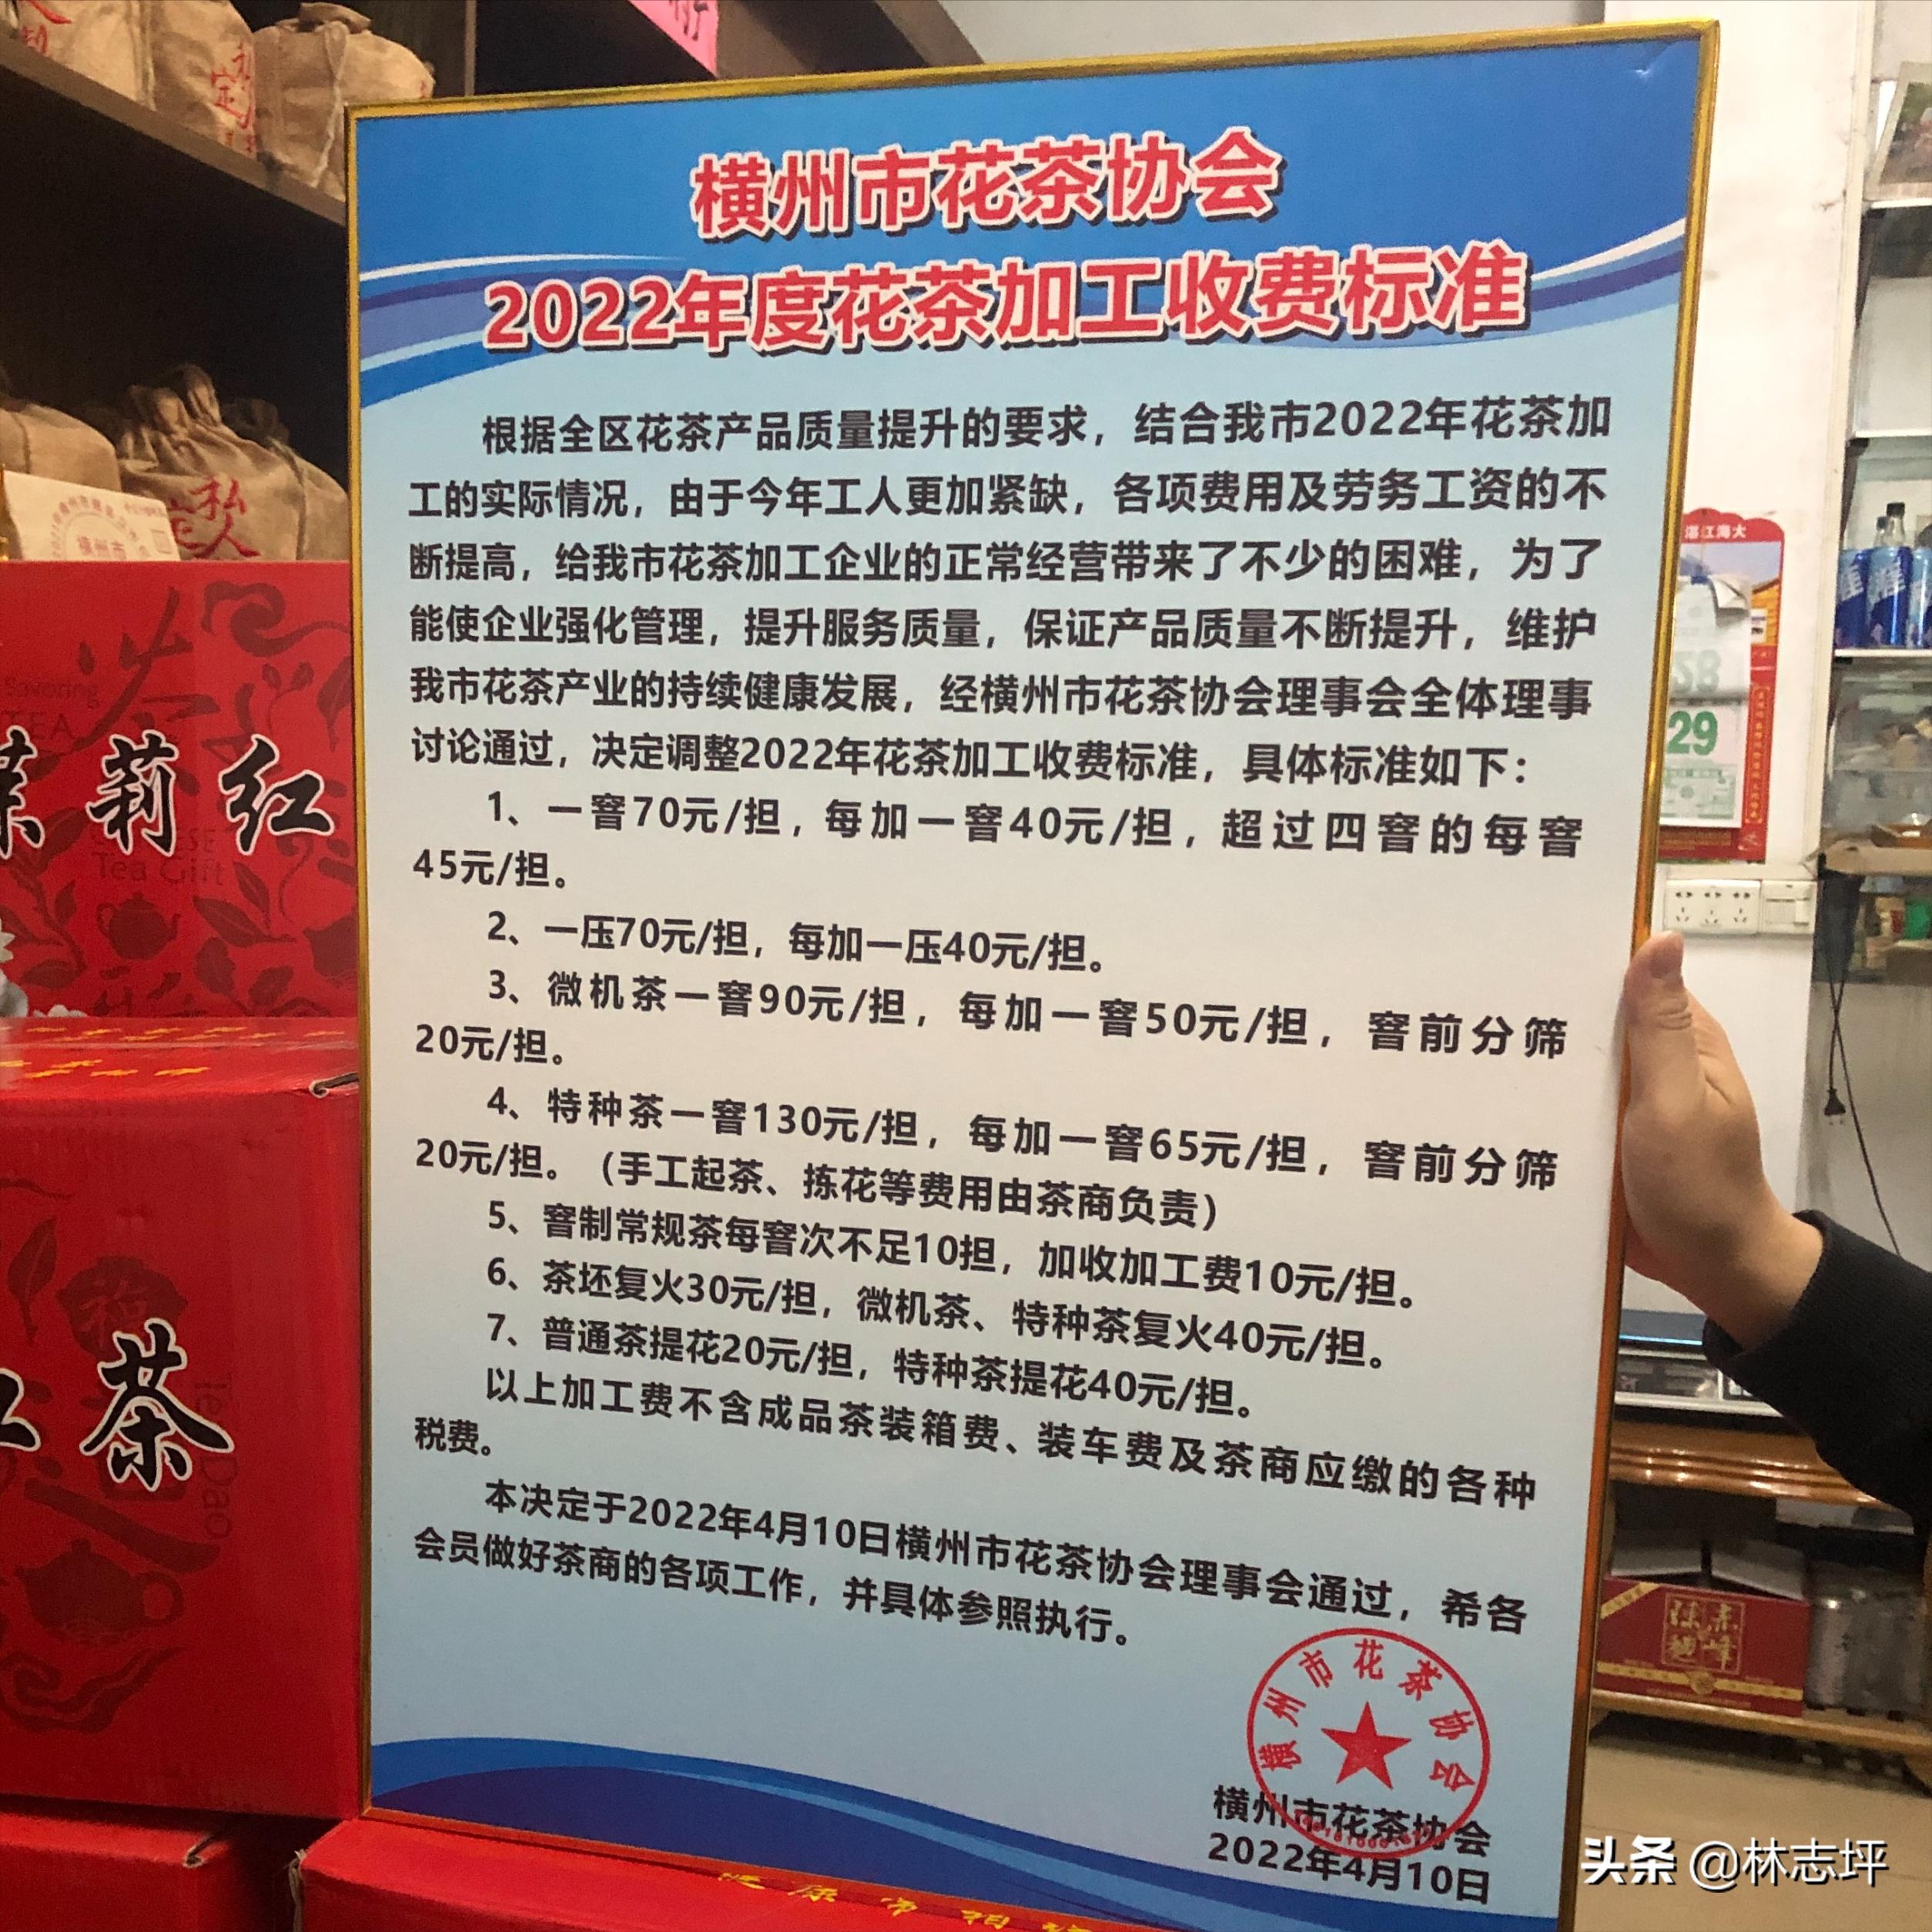 横州市花茶协会
2022年度花茶加工收费标准
根据全区花茶产品质量提升的要求，结合我市2022年花茶加
工的实际情况，由于今年工人更加紧缺，各项费用及劳务工资的不
断提高，给我市花茶加工企业的正常经营带来了不少的困难，为了
能使企业强化管理，提升服务质量，保证产品质量不断提升，维护
我市花茶产业的持续健康发展，经横州市花茶协会理事会全体理事
讨论通过，决定调整2022年花茶加工收费标准，具体标准如下：
1、一窨70元/担，每加一窨40元/担，超过四窨的每窨
45元/担。
2、一压70元/担，每加一压40元/担。
3、微机茶一窨90元/担，每加一窨50元/担，窨前分筛
20元/担。
4、特种茶一窨130元/担，每加一窨65元/担，窨前分筛
20元/担。（手工起茶、拣花等费用由茶商负责）
5、窨制常规茶每窨次不足10担，加收加工费10元/担。
6、茶坯复火30元/担，微机茶、特种茶复火40元/担。
7、普通茶提花20元/担，特种茶提花40元/担。
以上加工费不含成品茶装箱费、装车费及茶商应缴的各种
税费。
本决定于2022年4月10日横州市花茶协会理事会通过，希各
会员做好茶商的各项工作，并具体参照执行。
横州市花茶协会
横州市花茶协会
2022年4月10日
私人
Savoring
TEA
茉莉红
Tea Gift
红茶
大海江湛
28
29
头条 @林志坪